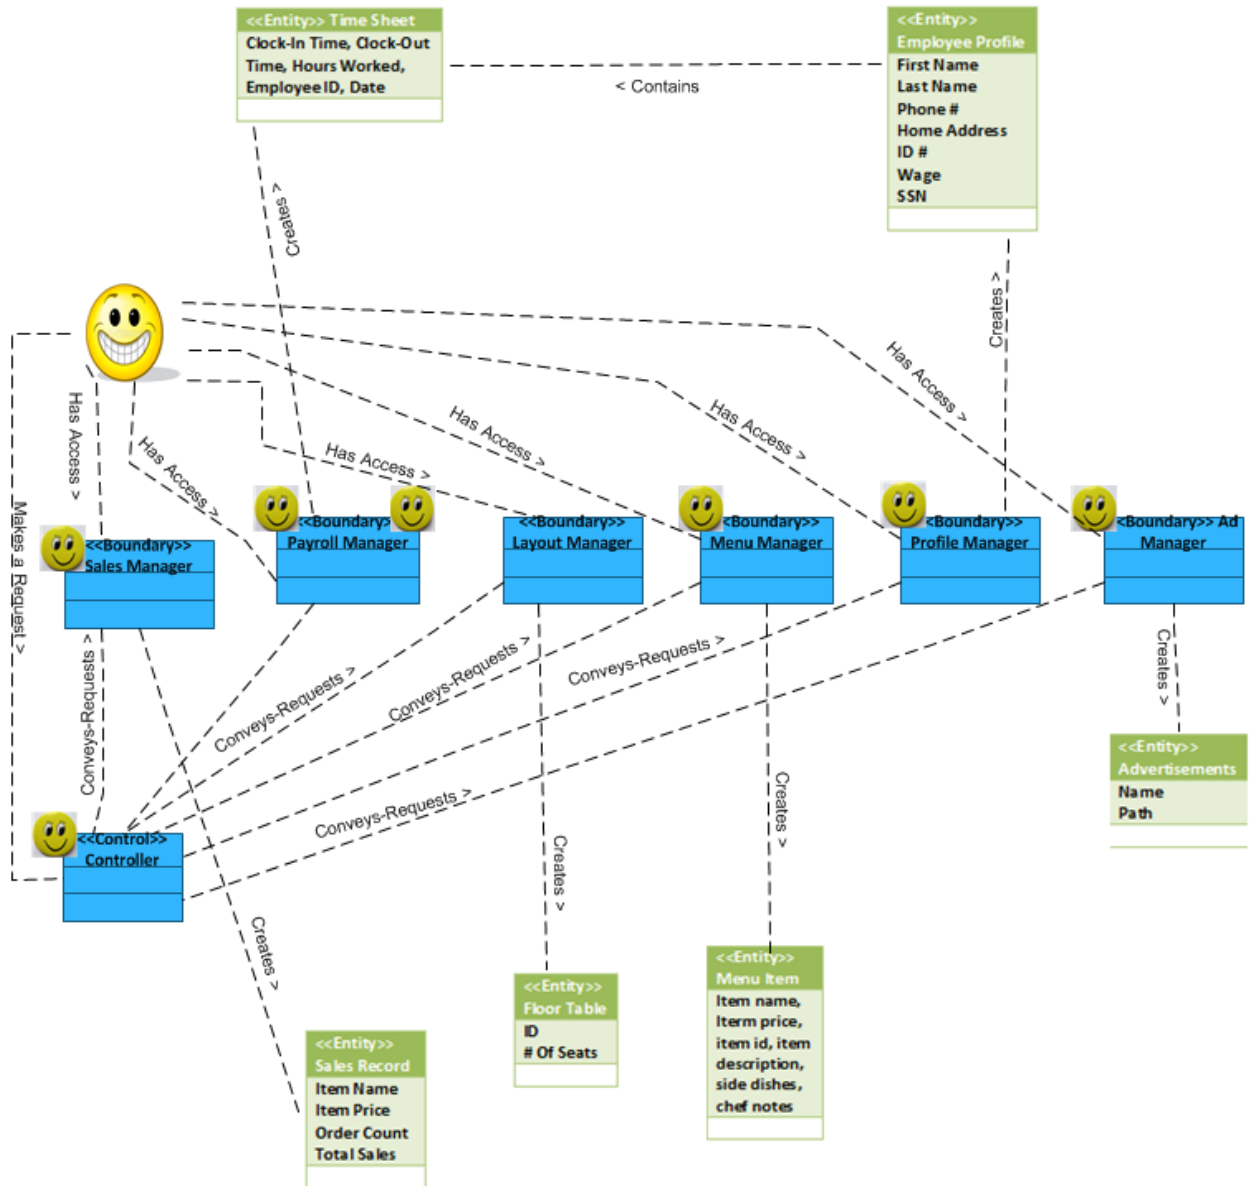 <<Entity>> Time Sheet
Clock-In Time, Clock-Out
Time, Hours Worked,
Employee ID, Date
<<Entity>>
Employee Profile
First Name
Last Name
Phone #
Home Address
ID #
Wage
SSN
< Contains
Creates >
Creates >
Has Access >
Has Access >
Has Access >
Has Access >
Has Access >
Has Access >
Makes a Request >
<<Boundary>>
Sales Manager
<<Boundary>
Payroll Manager
<<Boundary>>
Layout Manager
<<Boundary>>
Menu Manager
<<Boundary>>
Profile Manager
<<Boundary>> Ad
Manager
Conveys-Requests >
Conveys-Requests >
Conveys-Requests >
Conveys-Requests >
Conveys-Requests >
Creates >
<<Entity>>
Advertisements
Name
Path
<<Control>>
Controller
Creates >
Creates >
Creates >
<<Entity>>
Menu Item
Item name,
Iterm price,
item id, item
description,
side dishes,
chef notes
<<Entity>>
Floor Table
ID
# Of Seats
<<Entity>>
Sales Record
Item Name
Item Price
Order Count
Total Sales